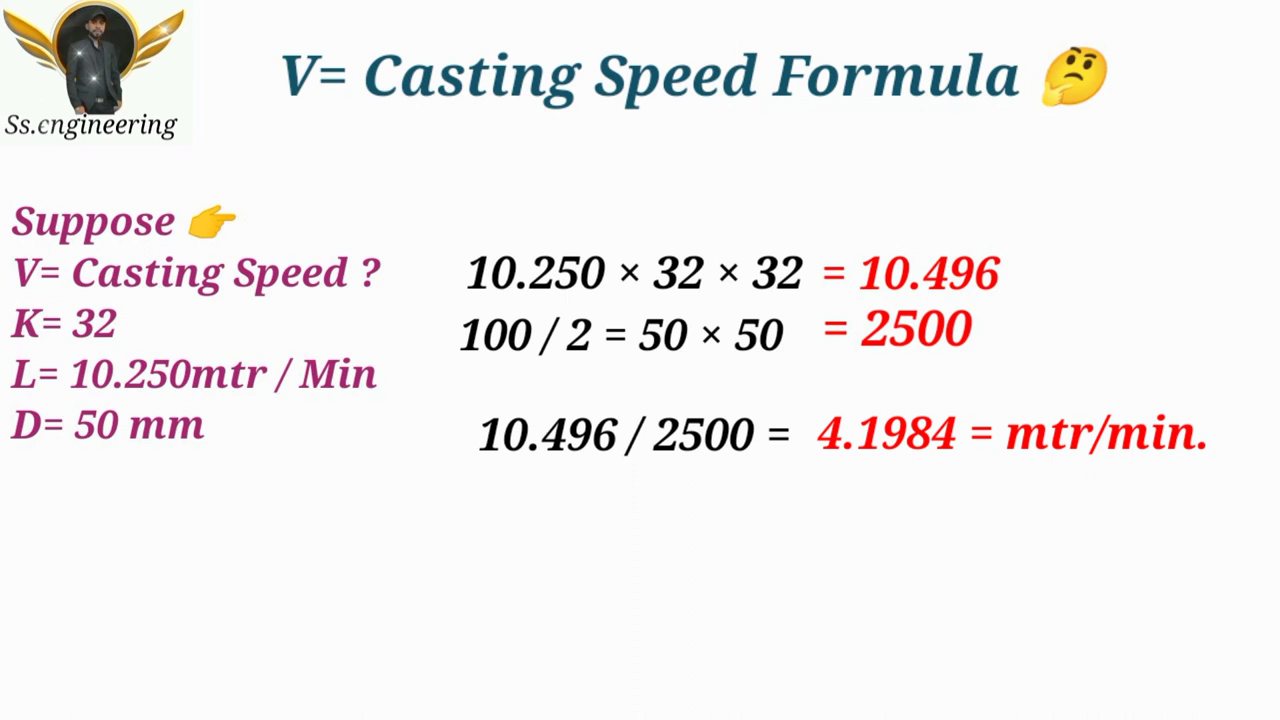 Ss.engineering
V= Casting Speed Formula 🤔
Suppose 👉
V= Casting Speed ?
K= 32
L= 10.250mtr / Min
D= 50 mm
10.250 × 32 × 32 = 10.496
100 / 2 = 50 × 50 = 2500
10.496 / 2500 = 4.1984 = mtr/min.